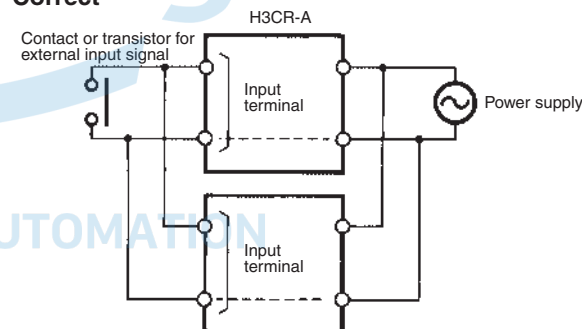 Correct
H3CR-A
Contact or transistor for
external input signal
Input
terminal
Power supply
UTOMATION
Input
terminal